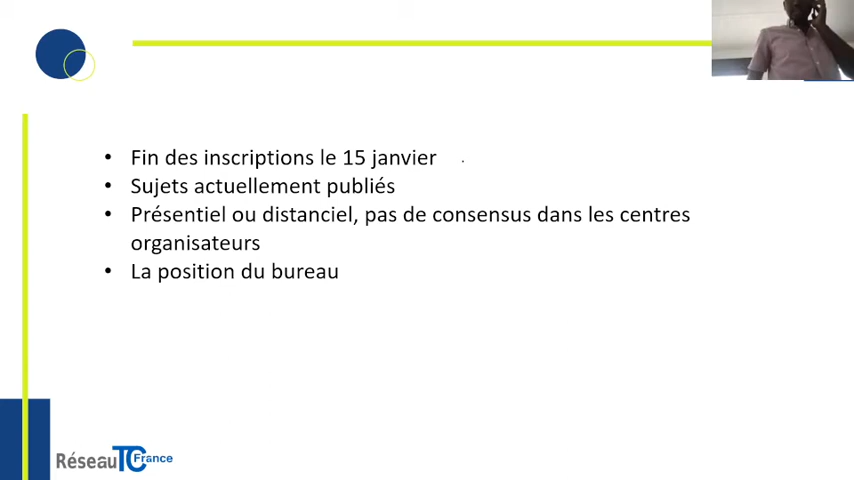 • Fin des inscriptions le 15 janvier
• Sujets actuellement publiés
• Présentiel ou distanciel, pas de consensus dans les centres
organisateurs
• La position du bureau
Réseau TC France